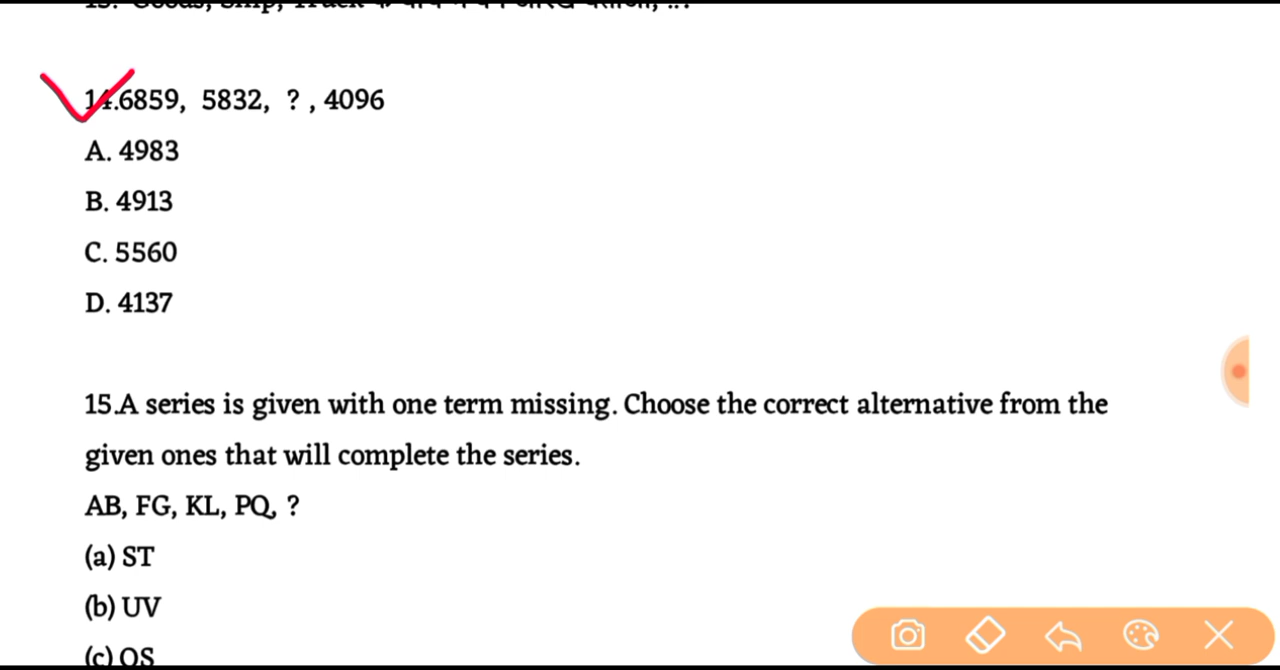 14.6859, 5832, ? , 4096
A. 4983
B. 4913
C. 5560
D. 4137
15.A series is given with one term missing. Choose the correct alternative from the
given ones that will complete the series.
AB, FG, KL, PQ, ?
(a) ST
(b) UV
(c) OS